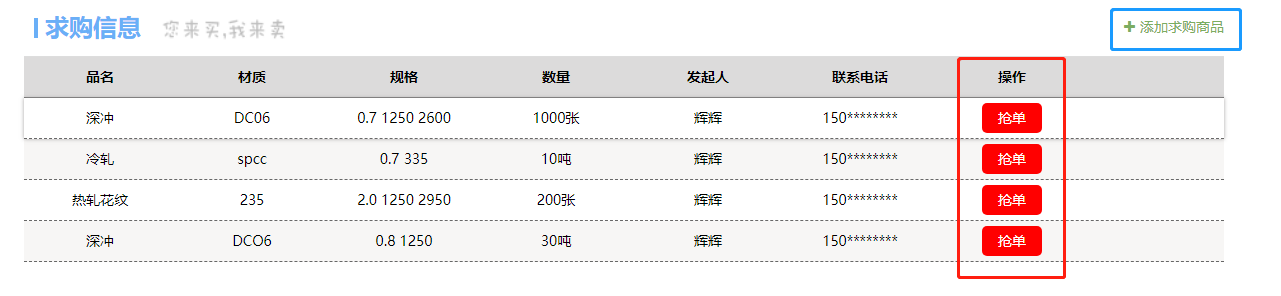 求购信息 您来买,我来卖 添加求购商品
品名 材质 规格 数量 发起人 联系电话 操作
深冲 DC06 0.7 1250 2600 1000张 辉辉 150******** 抢单
冷轧 spcc 0.7 335 10吨 辉辉 150******** 抢单
热轧花纹 235 2.0 1250 2950 200张 辉辉 150******** 抢单
深冲 DCO6 0.8 1250 30吨 辉辉 150******** 抢单